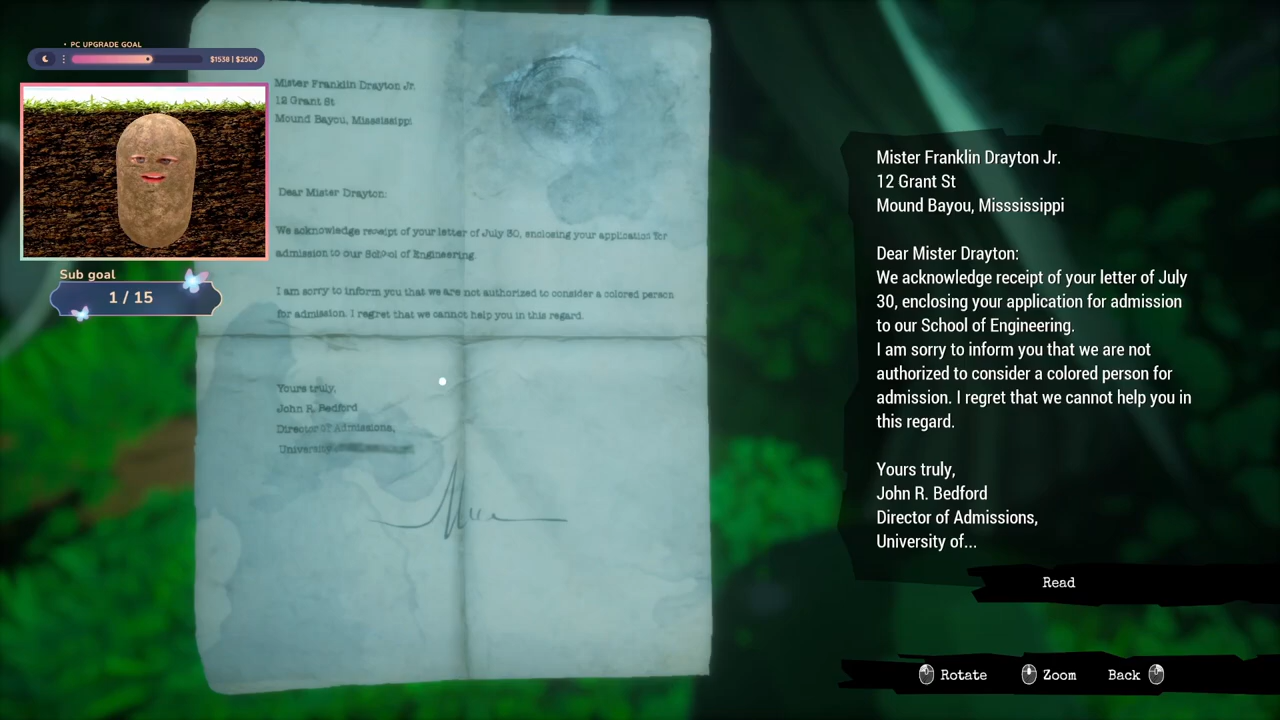 • PC UPGRADE GOAL
$1538 | $2500
Sub goal
1 / 15
Mister Franklin Drayton Jr.
12 Grant St
Mound Bayou, Mississippi
Dear Mister Drayton:
We acknowledge receipt of your letter of July 30, enclosing your application for
admission to our School of Engineering.
I am sorry to inform you that we are not authorized to consider a colored person
for admission. I regret that we cannot help you in this regard.
Yours truly,
John R. Bedford
Director of Admissions,
University
Mister Franklin Drayton Jr.
12 Grant St
Mound Bayou, Misssissippi
Dear Mister Drayton:
We acknowledge receipt of your letter of July
30, enclosing your application for admission
to our School of Engineering.
I am sorry to inform you that we are not
authorized to consider a colored person for
admission. I regret that we cannot help you in
this regard.
Yours truly,
John R. Bedford
Director of Admissions,
University of...
Read
Rotate
Zoom
Back